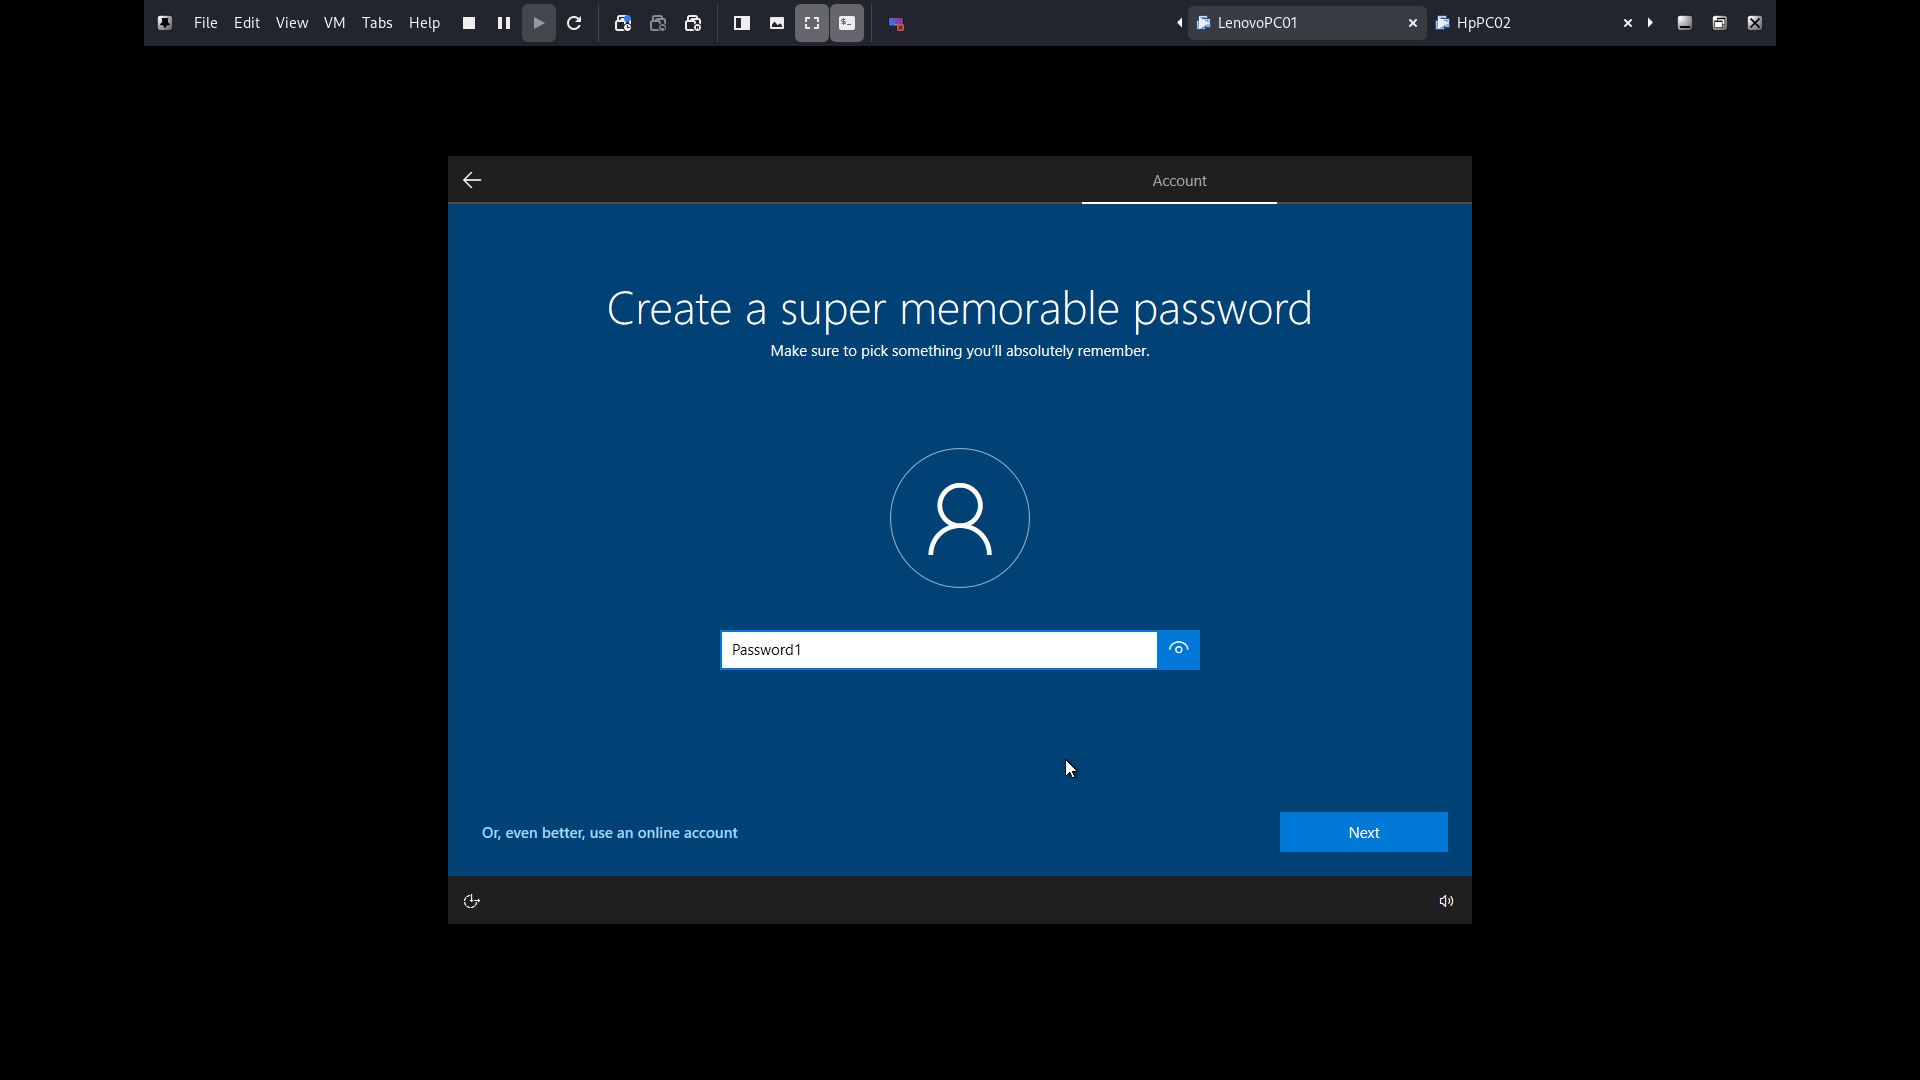 File Edit View VM Tabs Help LenovoPC01 HpPC02
Account
Create a super memorable password
Make sure to pick something you'll absolutely remember.
Password1
Or, even better, use an online account Next